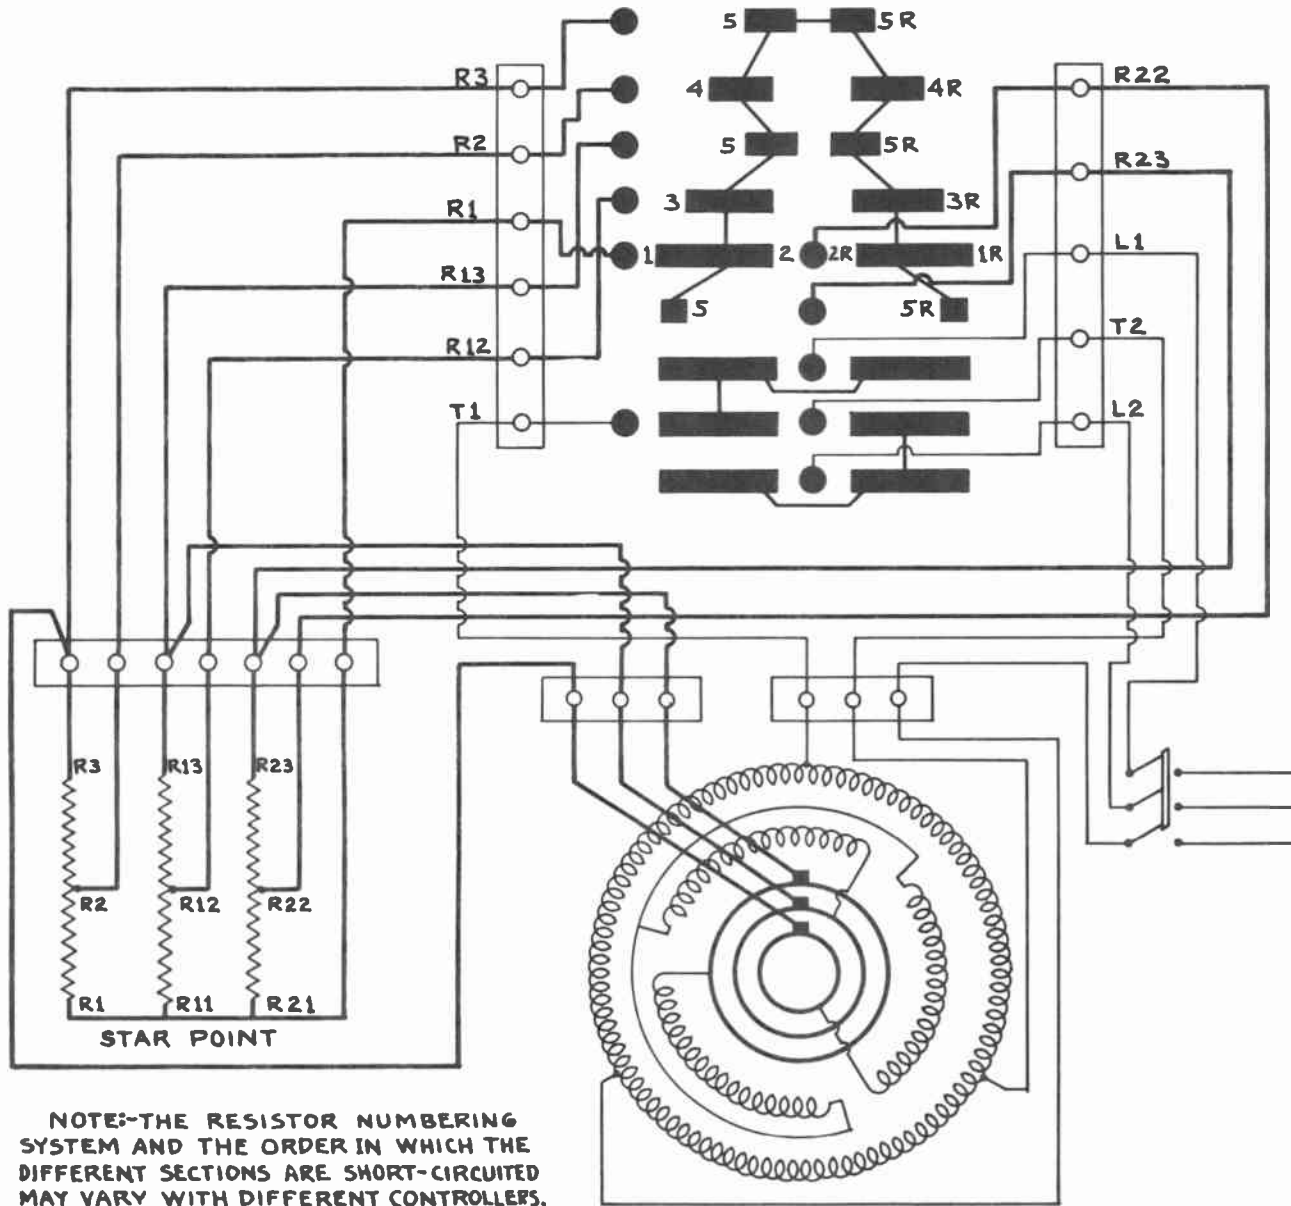 5 5R
R3 4 4R R22
R2 5 5R R23
R1 3 3R
1 2 2R 1R L1
R13 5 5R
R12 T2
T1 L2
R3 R13 R23
R2 R12 R22
R1 R11 R21
STAR POINT
NOTE:-THE RESISTOR NUMBERING
SYSTEM AND THE ORDER IN WHICH THE
DIFFERENT SECTIONS ARE SHORT-CIRCUITED
MAY VARY WITH DIFFERENT CONTROLLERS.